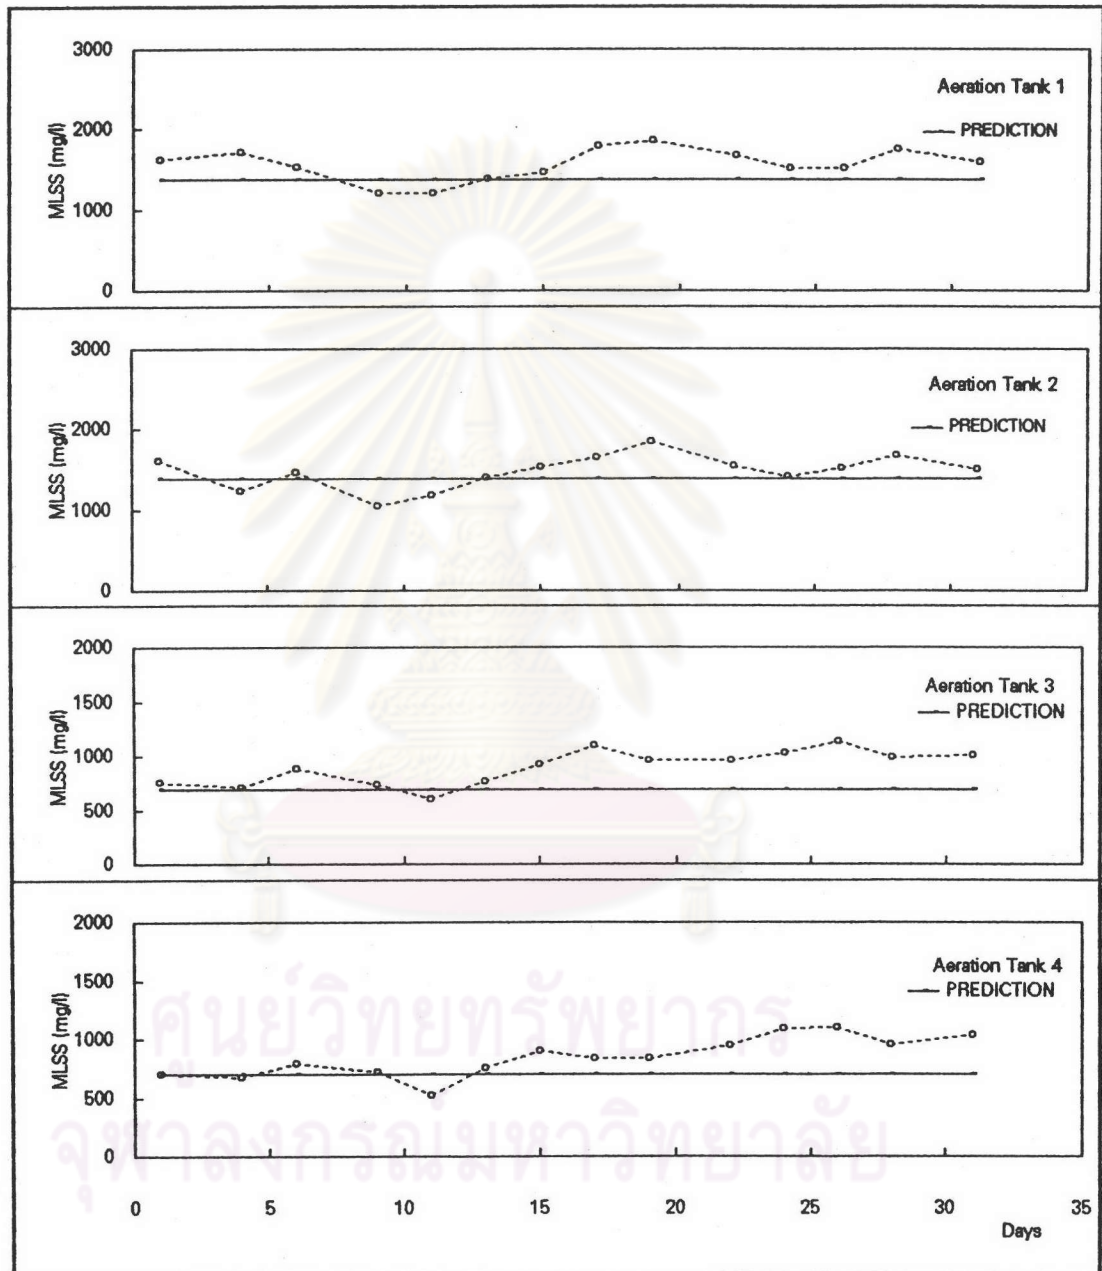 3000
2000
1000
0
MLSS (mg/l)
Aeration Tank 1
PREDICTION
3000
2000
1000
0
MLSS (mg/l)
Aeration Tank 2
PREDICTION
2000
1500
1000
500
0
MLSS (mg/l)
Aeration Tank 3
PREDICTION
2000
1500
1000
500
0
MLSS (mg/l)
Aeration Tank 4
PREDICTION
ศูนย์วิทยทรัพยากร
จุฬาลงกรณ์มหาวิทยาลัย
0 5 10 15 20 25 30 35
Days